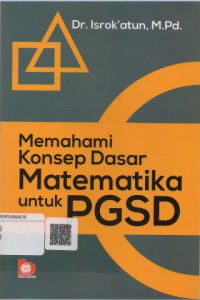 Dr. Isrok'atun, M.Pd.
Memahami
Konsep Dasar
Matematika
untuk PGSD